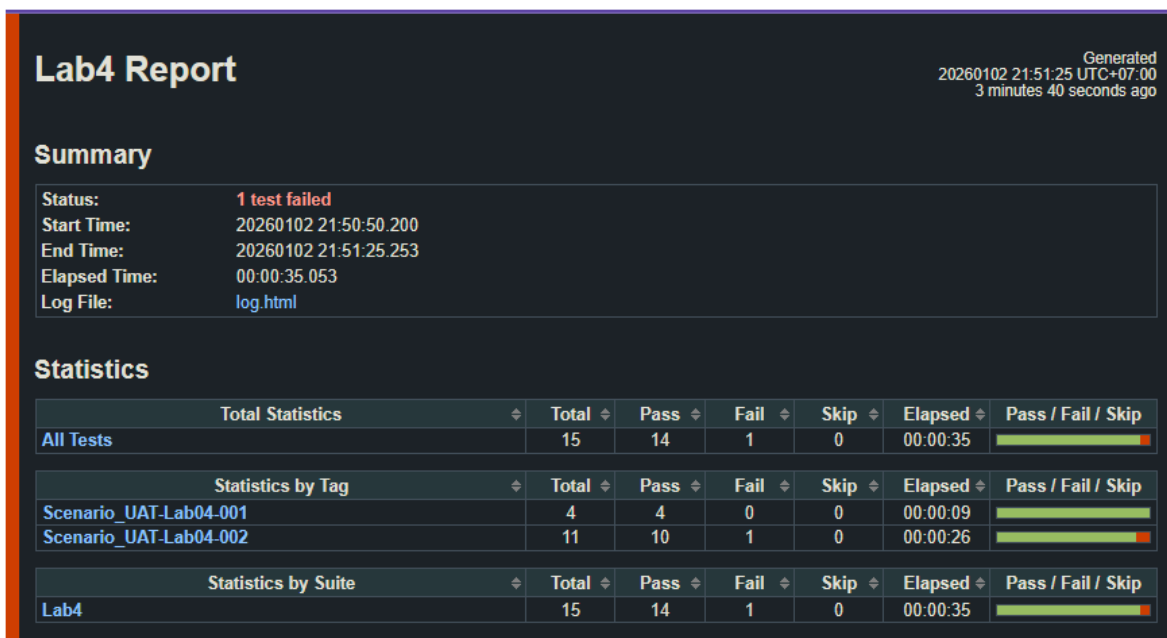 Lab4 Report
Generated
20260102 21:51:25 UTC+07:00
3 minutes 40 seconds ago
Summary
Status: 1 test failed
Start Time: 20260102 21:50:50.200
End Time: 20260102 21:51:25.253
Elapsed Time: 00:00:35.053
Log File: log.html
Statistics
Total Statistics Total Pass Fail Skip Elapsed Pass / Fail / Skip
All Tests 15 14 1 0 00:00:35
Statistics by Tag Total Pass Fail Skip Elapsed Pass / Fail / Skip
Scenario_UAT-Lab04-001 4 4 0 0 00:00:09
Scenario_UAT-Lab04-002 11 10 1 0 00:00:26
Statistics by Suite Total Pass Fail Skip Elapsed Pass / Fail / Skip
Lab4 15 14 1 0 00:00:35